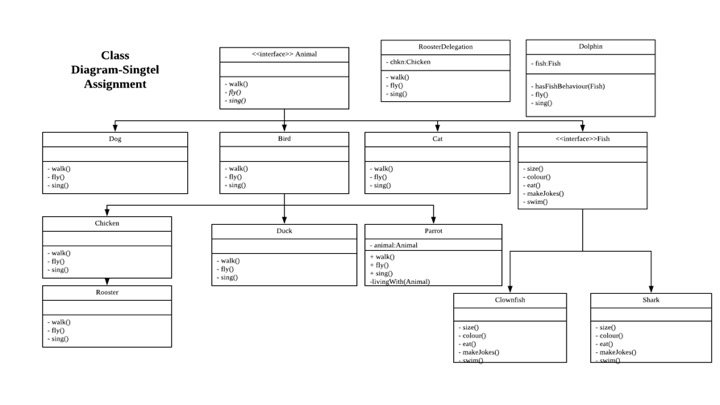 Class
Diagram-Singtel
Assignment
<<interface>> Animal
- walk()
- fly()
- sing()
RoosterDelegation
- chkn:Chicken
- walk()
- fly()
- sing()
Dolphin
- fish:Fish
- hasFishBehaviour(Fish)
- fly()
- sing()
Dog
- walk()
- fly()
- sing()
Bird
- walk()
- fly()
- sing()
Cat
- walk()
- fly()
- sing()
<<interface>>Fish
- size()
- colour()
- eat()
- makeJokes()
- swim()
Chicken
- walk()
- fly()
- sing()
Duck
- walk()
- fly()
- sing()
Parrot
- animal:Animal
+ walk()
+ fly()
+ sing()
-livingWith(Animal)
Rooster
- walk()
- fly()
- sing()
Clownfish
- size()
- colour()
- eat()
- makeJokes()
- swim()
Shark
- size()
- colour()
- eat()
- makeJokes()
- swim()